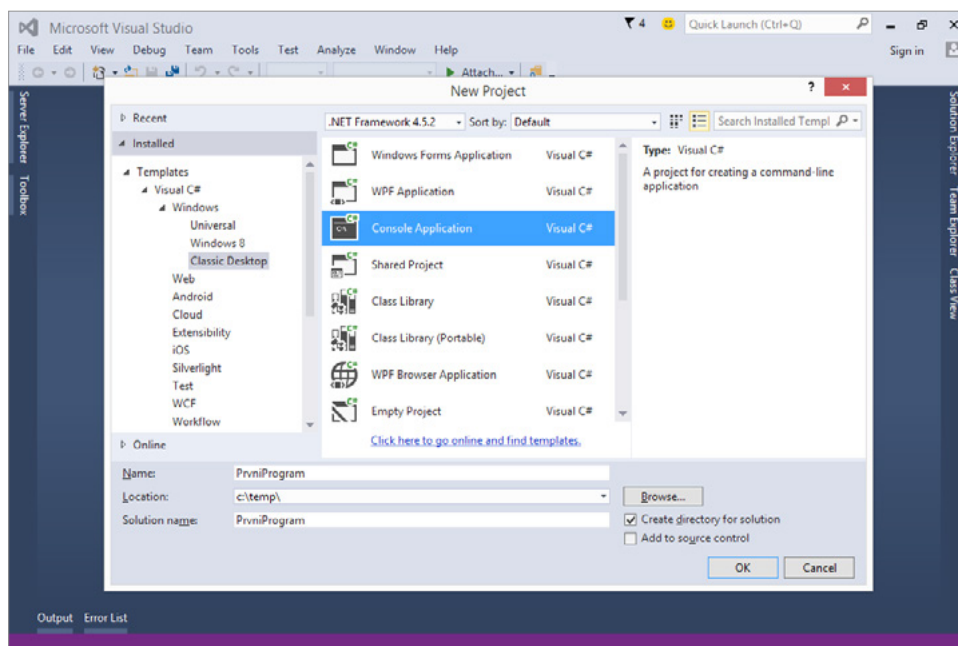 Microsoft Visual Studio
4
Quick Launch (Ctrl+Q)
File Edit View Debug Team Tools Test Analyze Window Help
Sign in
Attach...
Server Explorer
Toolbox
New Project
? ×
Recent
.NET Framework 4.5.2 Sort by: Default
Search Installed Templ
Installed
Templates
Visual C#
Windows
Universal
Windows 8
Classic Desktop
Web
Android
Cloud
Extensibility
iOS
Silverlight
Test
WCF
Workflow
Online
Windows Forms Application Visual C#
WPF Application Visual C#
Console Application Visual C#
Shared Project Visual C#
Class Library Visual C#
Class Library (Portable) Visual C#
WPF Browser Application Visual C#
Empty Project Visual C#
Click here to go online and find templates.
Type: Visual C#
A project for creating a command-line
application
Name: PrvniProgram
Location: c:\temp\
Browse...
Solution name: PrvniProgram
Create directory for solution
Add to source control
OK Cancel
Solution Explorer
Team Explorer
Class View
Output Error List